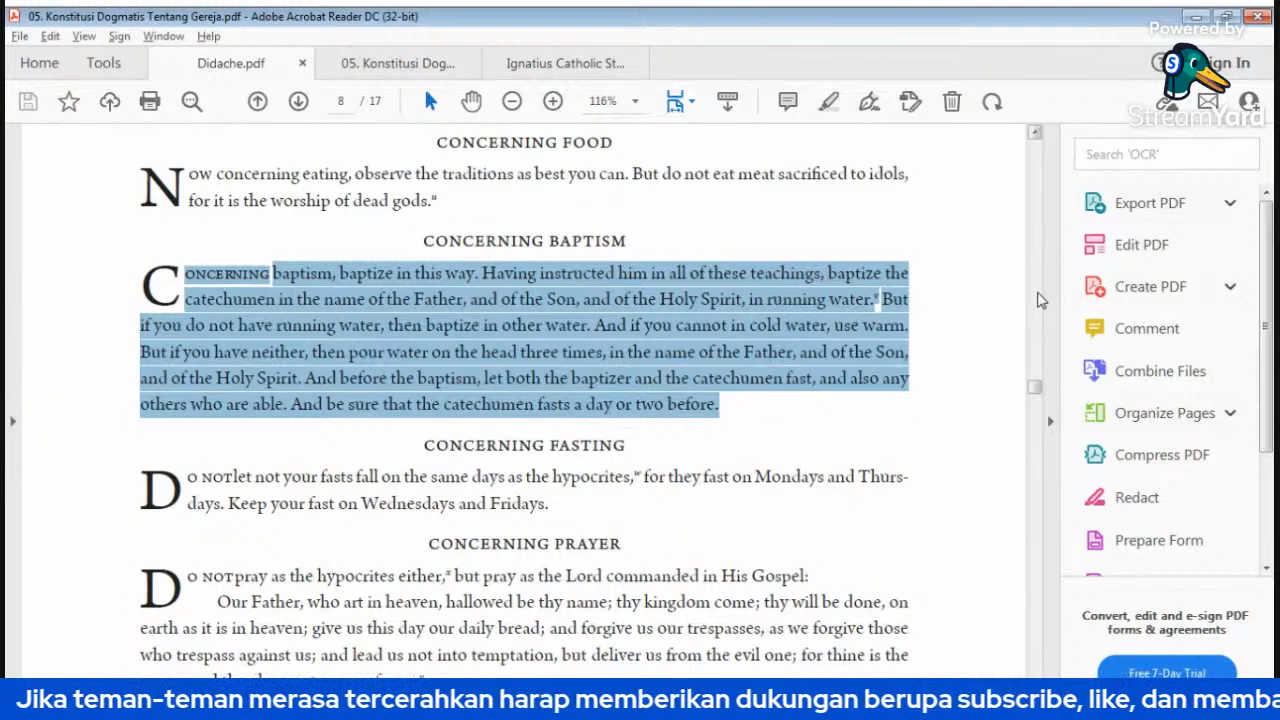 05. Konstitusi Dogmatis Tentang Gereja.pdf - Adobe Acrobat Reader DC (32-bit)
File Edit View Sign Window Help
Powered by
Home Tools Didache.pdf × 05. Konstitusi Dog... Ignatius Catholic St... Sign In
8 / 17 116%
StreamYard
CONCERNING FOOD
Now concerning eating, observe the traditions as best you can. But do not eat meat sacrificed to idols,
for it is the worship of dead gods.ᵘ
CONCERNING BAPTISM
CONCERNING baptism, baptize in this way. Having instructed him in all of these teachings, baptize the
catechumen in the name of the Father, and of the Son, and of the Holy Spirit, in running water.ᵛ But
if you do not have running water, then baptize in other water. And if you cannot in cold water, use warm.
But if you have neither, then pour water on the head three times, in the name of the Father, and of the Son,
and of the Holy Spirit. And before the baptism, let both the baptizer and the catechumen fast, and also any
others who are able. And be sure that the catechumen fasts a day or two before.
CONCERNING FASTING
DO NOT let not your fasts fall on the same days as the hypocrites,ʷ for they fast on Mondays and Thurs-
days. Keep your fast on Wednesdays and Fridays.
CONCERNING PRAYER
DO NOT pray as the hypocrites either,ˣ but pray as the Lord commanded in His Gospel:
Our Father, who art in heaven, hallowed be thy name; thy kingdom come; thy will be done, on
earth as it is in heaven; give us this day our daily bread; and forgive us our trespasses, as we forgive those
who trespass against us; and lead us not into temptation, but deliver us from the evil one; for thine is the
Search 'OCR'
Export PDF
Edit PDF
Create PDF
Comment
Combine Files
Organize Pages
Compress PDF
Redact
Prepare Form
Convert, edit and e-sign PDF
forms & agreements
Free 7-Day Trial
Jika teman-teman merasa tercerahkan harap memberikan dukungan berupa subscribe, like, dan memba